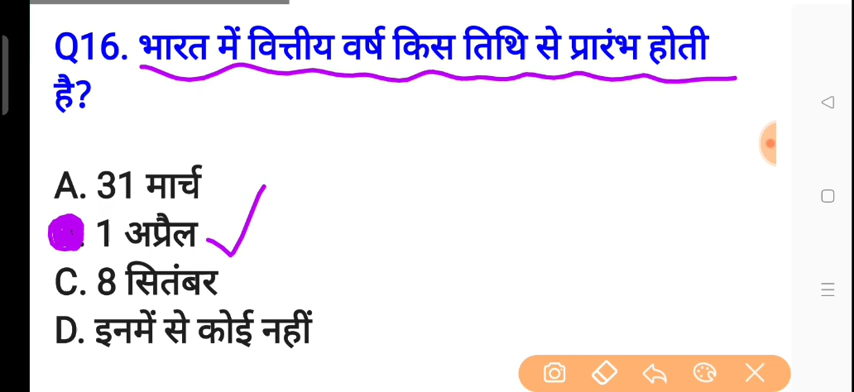 Q16. भारत में वित्तीय वर्ष किस तिथि से प्रारंभ होती
है?
A. 31 मार्च
. 1 अप्रैल
C. 8 सितंबर
D. इनमें से कोई नहीं